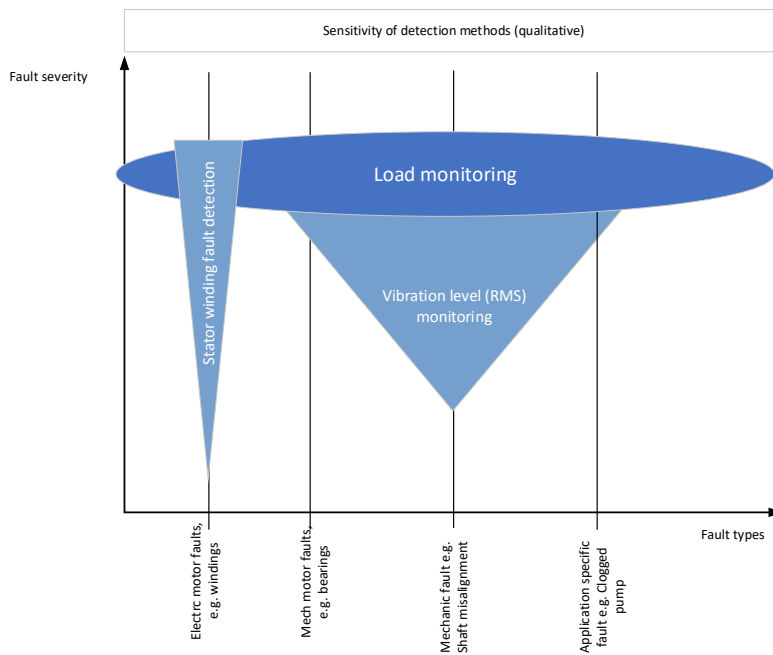 Sensitivity of detection methods (qualitative)
Fault severity
Load monitoring
Stator winding fault detection
Vibration level (RMS)
monitoring
Fault types
Electrc motor faults,
e.g. windings
Mech motor faults,
e.g. bearings
Mechanic fault e.g.
Shaft misalignment
Application specific
fault e.g. Clogged
pump